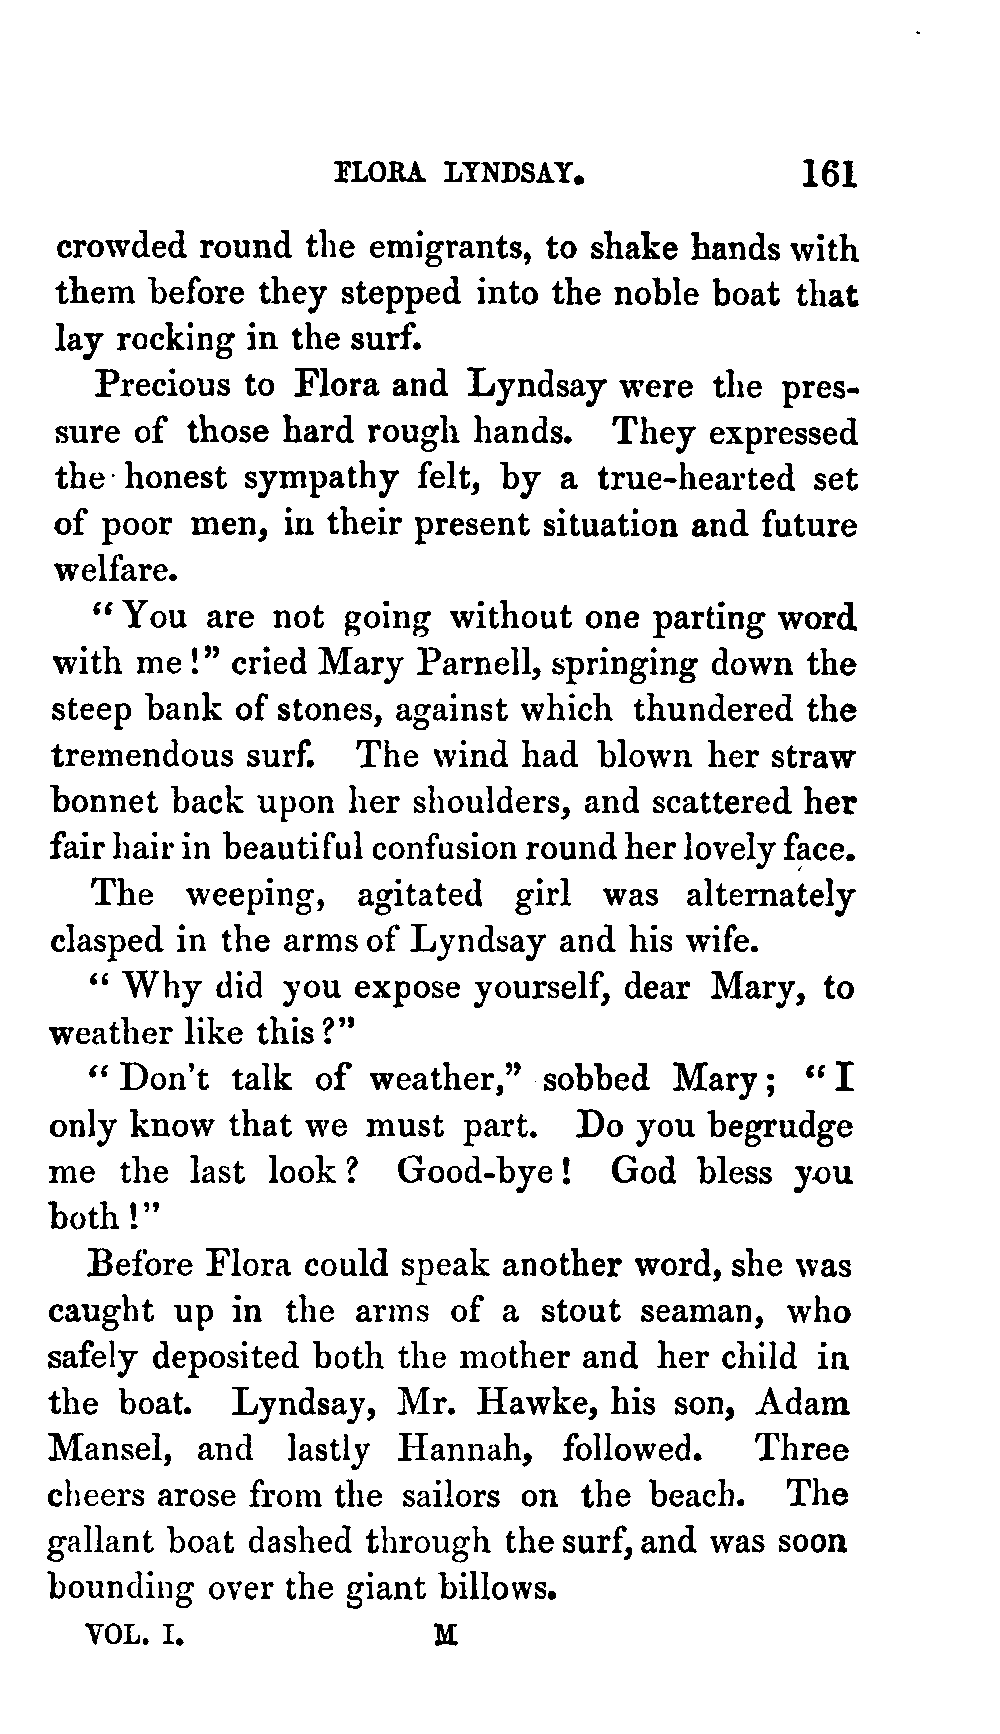 FLORA LYNDSAY. 161
crowded round the emigrants, to shake hands with
them before they stepped into the noble boat that
lay rocking in the surf.
Precious to Flora and Lyndsay were the pres-
sure of those hard rough hands. They expressed
the honest sympathy felt, by a true-hearted set
of poor men, in their present situation and future
welfare.
“You are not going without one parting word
with me!” cried Mary Parnell, springing down the
steep bank of stones, against which thundered the
tremendous surf. The wind had blown her straw
bonnet back upon her shoulders, and scattered her
fair hair in beautiful confusion round her lovely face.
The weeping, agitated girl was alternately
clasped in the arms of Lyndsay and his wife.
“Why did you expose yourself, dear Mary, to
weather like this?”
“Don't talk of weather,” sobbed Mary; “I
only know that we must part. Do you begrudge
me the last look? Good-bye! God bless you
both!”
Before Flora could speak another word, she was
caught up in the arms of a stout seaman, who
safely deposited both the mother and her child in
the boat. Lyndsay, Mr. Hawke, his son, Adam
Mansel, and lastly Hannah, followed. Three
cheers arose from the sailors on the beach. The
gallant boat dashed through the surf, and was soon
bounding over the giant billows.
VOL. I. M